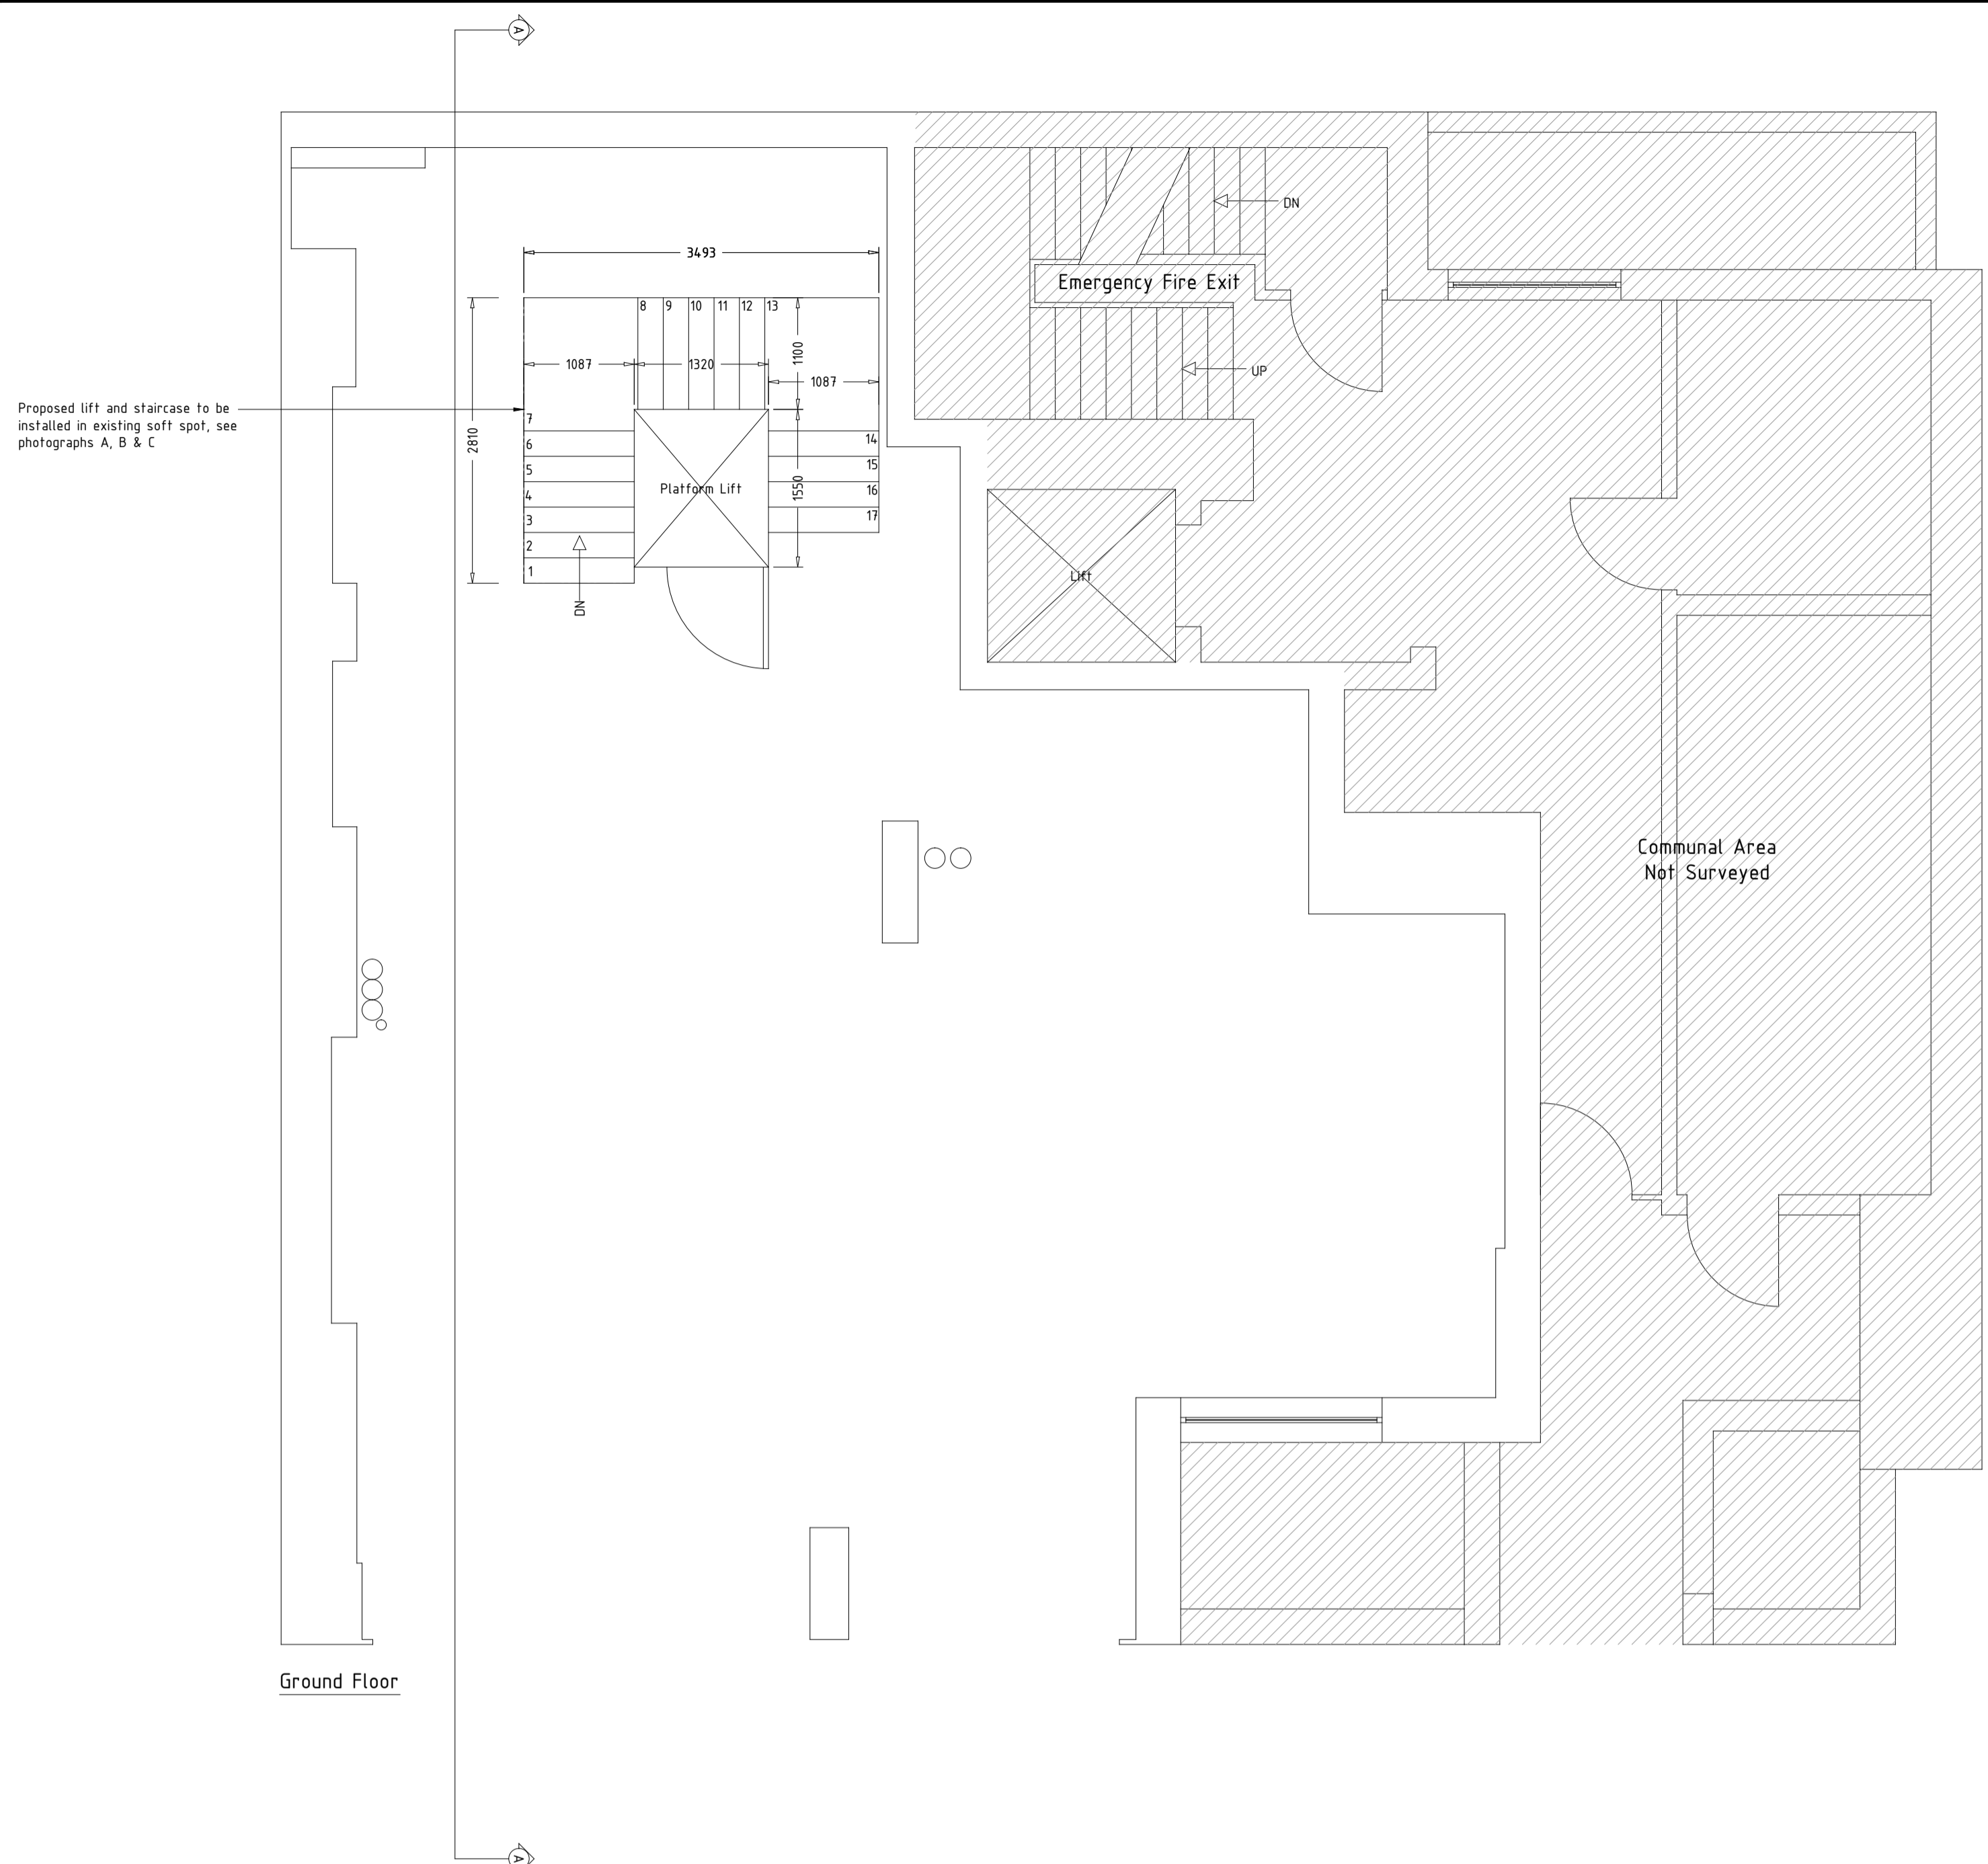 A
DN
Emergency Fire Exit
3493
8
9
10
11
12
13
1100
1087
1320
1087
UP
Proposed lift and staircase to be
installed in existing soft spot, see
photographs A, B & C
2810
7
6
5
4
3
2
1
14
15
16
17
1550
Platform Lift
DN
Lift
Communal Area
Not Surveyed
Ground Floor
A